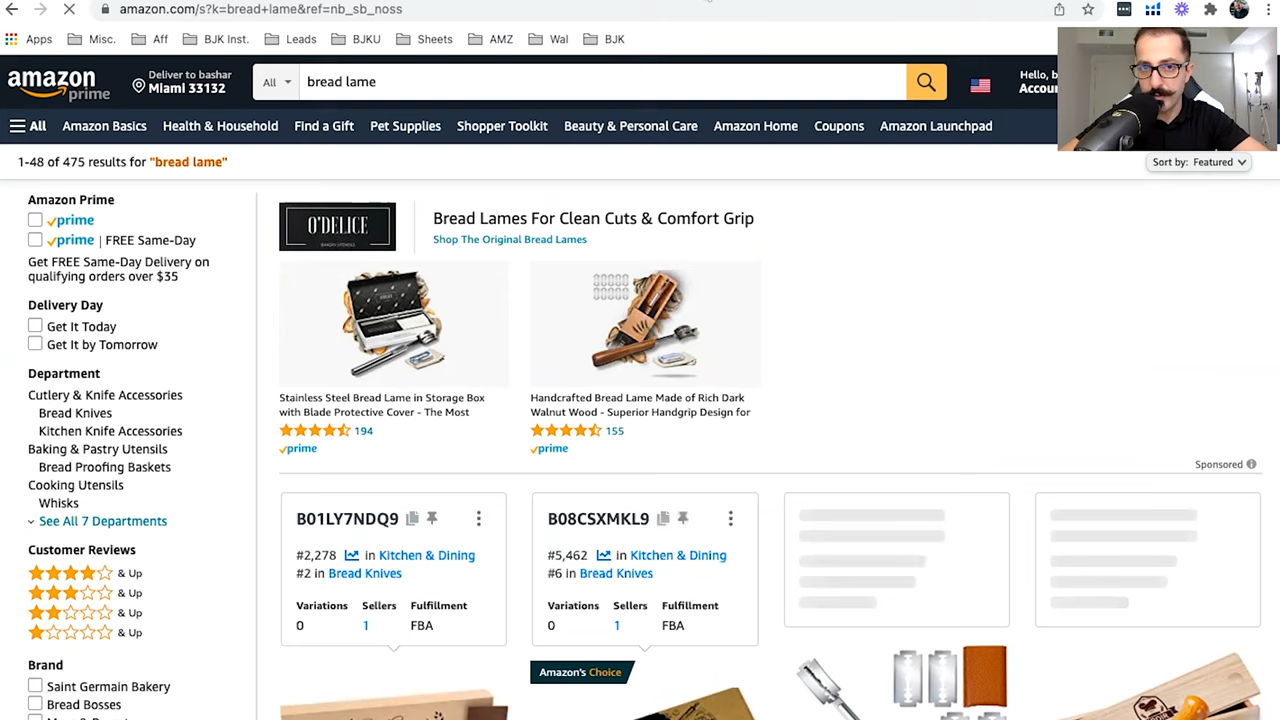 amazon.com/s?k=bread+lame&ref=nb_sb_noss
Apps Misc. Aff BJK Inst. Leads BJKU Sheets AMZ Wal BJK
amazon prime
Deliver to bashar
Miami 33132
All
bread lame
Hello, b
Accou
All Amazon Basics Health & Household Find a Gift Pet Supplies Shopper Toolkit Beauty & Personal Care Amazon Home Coupons Amazon Launchpad
1-48 of 475 results for "bread lame"
Sort by: Featured
Amazon Prime
prime
prime | FREE Same-Day
Get FREE Same-Day Delivery on
qualifying orders over $35
Delivery Day
Get It Today
Get It by Tomorrow
Department
Cutlery & Knife Accessories
Bread Knives
Kitchen Knife Accessories
Baking & Pastry Utensils
Bread Proofing Baskets
Cooking Utensils
Whisks
See All 7 Departments
Customer Reviews
& Up
& Up
& Up
& Up
Brand
Saint Germain Bakery
Bread Bosses
O'DELICE
BAKERY UTENSILS
Bread Lames For Clean Cuts & Comfort Grip
Shop The Original Bread Lames
Stainless Steel Bread Lame in Storage Box
with Blade Protective Cover - The Most
194
prime
Handcrafted Bread Lame Made of Rich Dark
Walnut Wood - Superior Handgrip Design for
155
prime
Sponsored
B01LY7NDQ9
#2,278 in Kitchen & Dining
#2 in Bread Knives
Variations Sellers Fulfillment
0 1 FBA
B08CSXMKL9
#5,462 in Kitchen & Dining
#6 in Bread Knives
Variations Sellers Fulfillment
0 1 FBA
Amazon's Choice